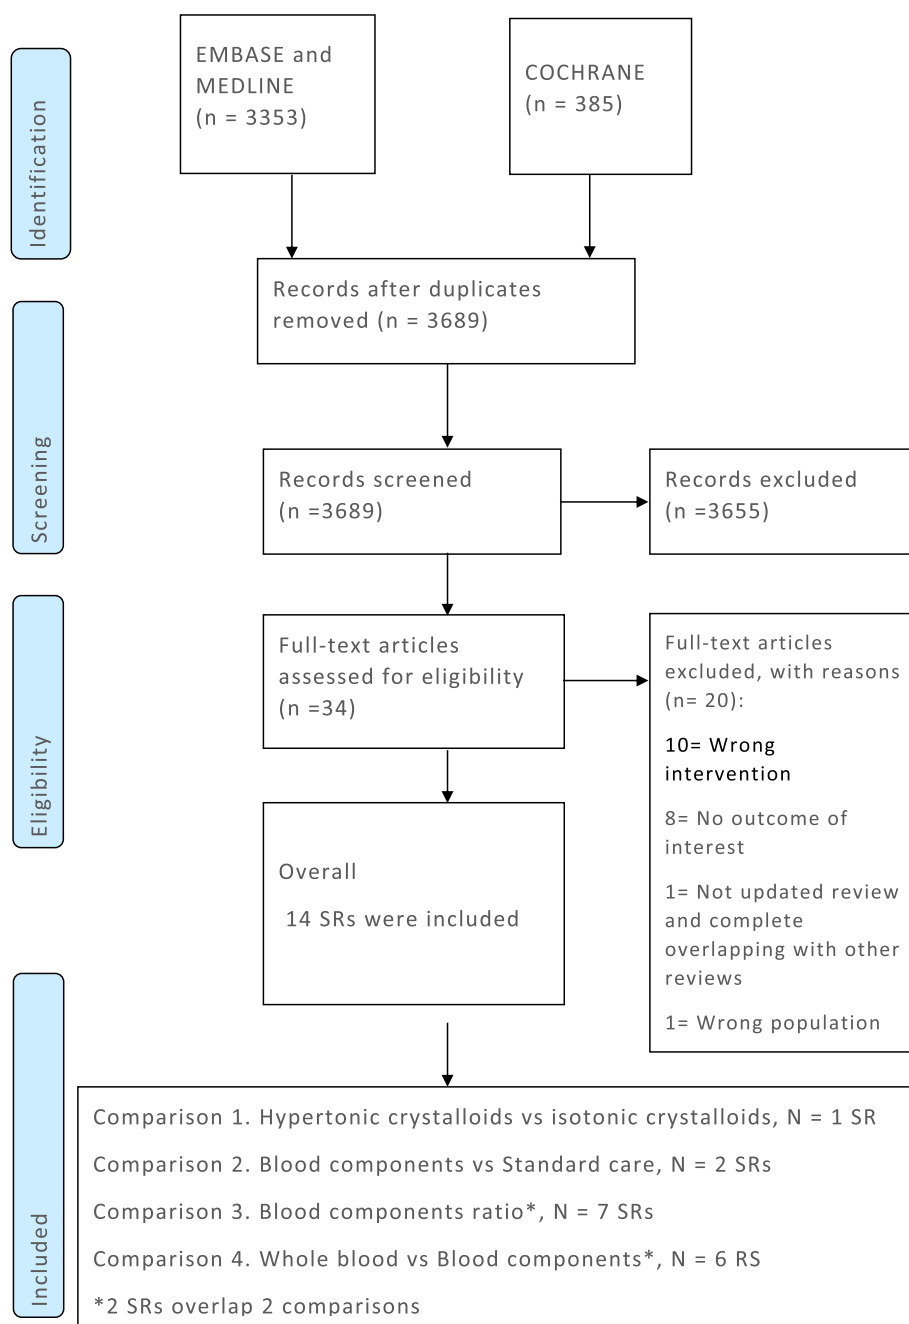 Identification
EMBASE and
MEDLINE
(n = 3353)
COCHRANE
(n = 385)
Records after duplicates
removed (n = 3689)
Screening
Records screened
(n =3689)
Records excluded
(n =3655)
Eligibility
Full-text articles
assessed for eligibility
(n =34)
Full-text articles
excluded, with reasons
(n= 20):
10= Wrong
intervention
8= No outcome of
interest
1= Not updated review
and complete
overlapping with other
reviews
1= Wrong population
Overall
14 SRs were included
Included
Comparison 1. Hypertonic crystalloids vs isotonic crystalloids, N = 1 SR
Comparison 2. Blood components vs Standard care, N = 2 SRs
Comparison 3. Blood components ratio*, N = 7 SRs
Comparison 4. Whole blood vs Blood components*, N = 6 RS
*2 SRs overlap 2 comparisons